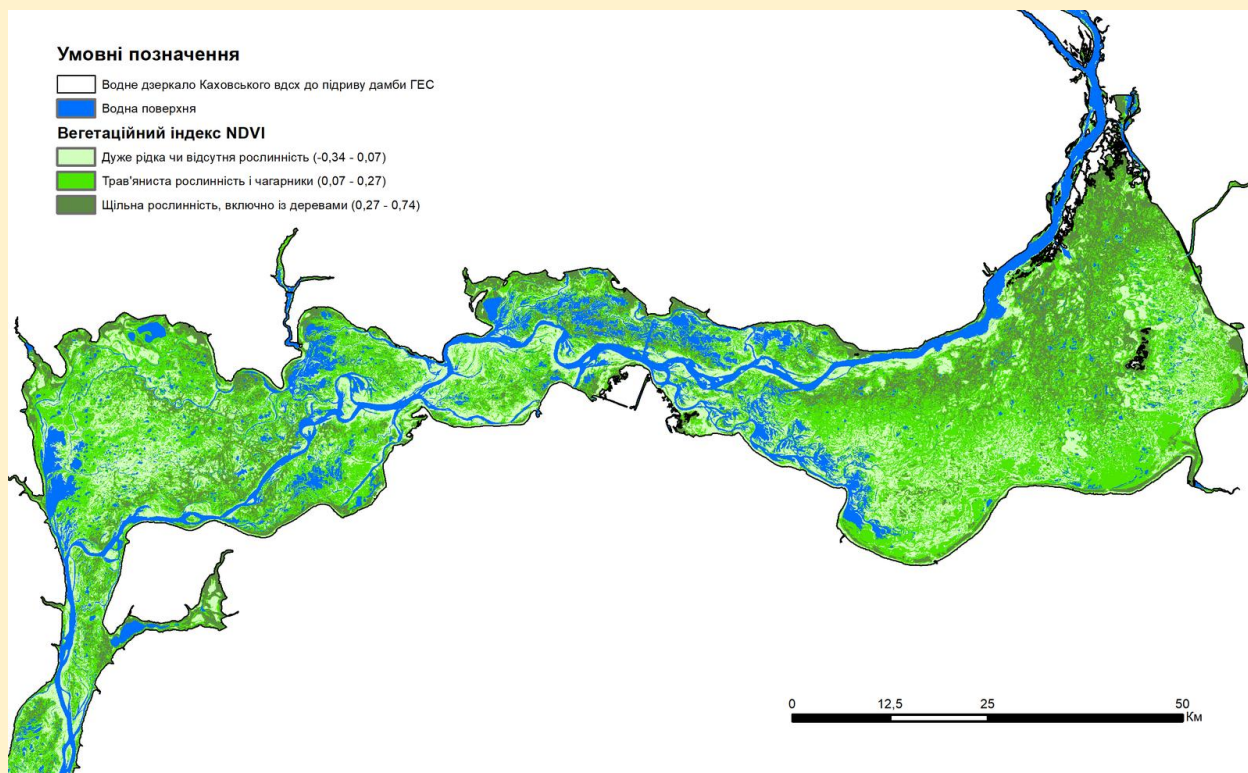 Умовні позначення
Водне дзеркало Каховського вдсх до підриву дамби ГЕС
Водна поверхня
Вегетаційний індекс NDVI
Дуже рідка чи відсутня рослинність (-0,34 - 0,07)
Трав'яниста рослинність і чагарники (0,07 - 0,27)
Щільна рослинність, включно із деревами (0,27 - 0,74)
0 12,5 25 50
Км